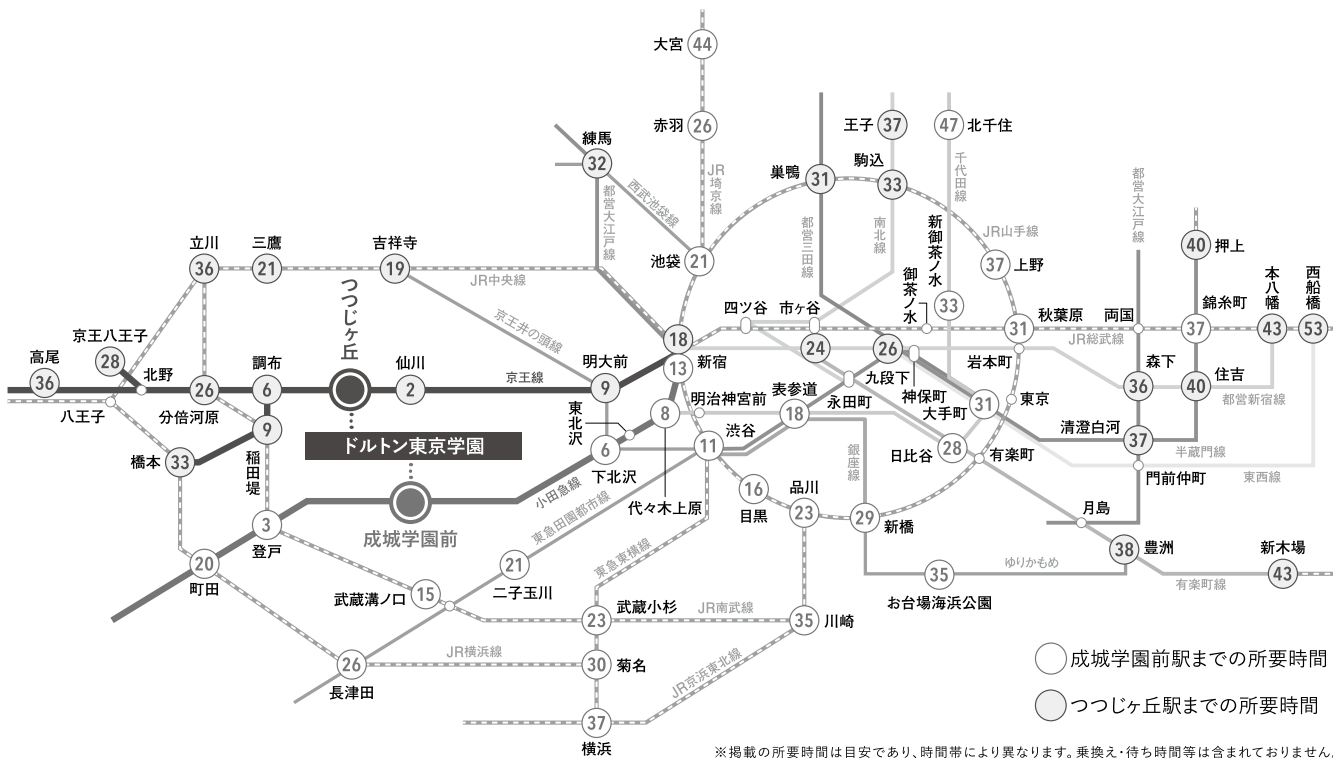 大宮 44
赤羽 26
JR埼京線
練馬
32
西武池袋線
都営大江戸線
池袋 21
巣鴨 31
王子 37
駒込
33
47 北千住
千代田線
都営三田線
南北線
新御茶ノ水
33
御茶ノ水
JR山手線
37 上野
都営大江戸線
40 押上
本八幡
43
西船橋
53
錦糸町
37
立川
36
三鷹
21
吉祥寺
19
JR中央線
京王井の頭線
つつじヶ丘
四ツ谷
市ヶ谷
24
31
秋葉原
両国
JR総武線
高尾
36
京王八王子
28
北野
八王子
26
分倍河原
調布
6
仙川
2
京王線
明大前
9
18
新宿
13
26
九段下
神保町
大手町
31
岩本町
東京
森下
36
40 住吉
都営新宿線
橋本
33
9
稲田堤
ドルトン東京学園
成城学園前
東北沢
6
下北沢
8
代々木上原
明治神宮前
渋谷
11
表参道
18
永田町
日比谷
28
有楽町
清澄白河
37
半蔵門線
門前仲町
東西線
銀座線
小田急線
東急田園都市線
16
目黒
品川
23
29
新橋
月島
3
登戸
20
町田
武蔵溝ノ口 15
21
二子玉川
東急東横線
35
お台場海浜公園
ゆりかもめ
38 豊洲
有楽町線
新木場
43
23
武蔵小杉
JR南武線
35 川崎
26
長津田
JR横浜線
30 菊名
JR京浜東北線
37
横浜
成城学園前駅までの所要時間
つつじヶ丘駅までの所要時間
※掲載の所要時間は目安であり、時間帯により異なります。乗換え・待ち時間等は含まれておりません。